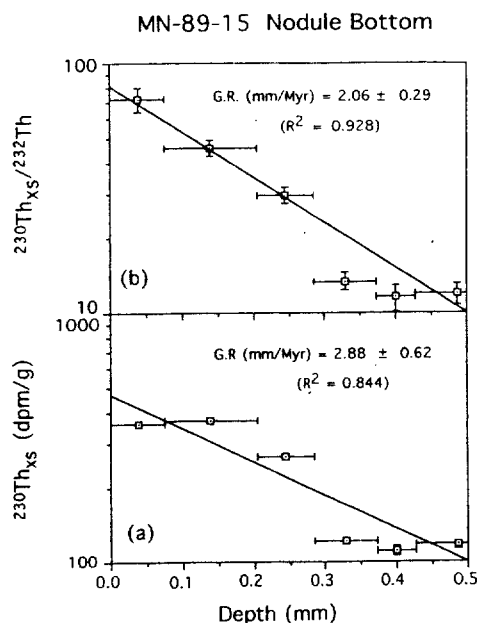 MN-89-15 Nodule Bottom
100
G.R. (mm/Myr) = 2.06 ± 0.29
(R² = 0.928)
²³⁰Thxs/²³²Th
(b)
10
1000
G.R (mm/Myr) = 2.88 ± 0.62
(R² = 0.844)
²³⁰Thxs (dpm/g)
(a)
100
0.0 0.1 0.2 0.3 0.4 0.5
Depth (mm)